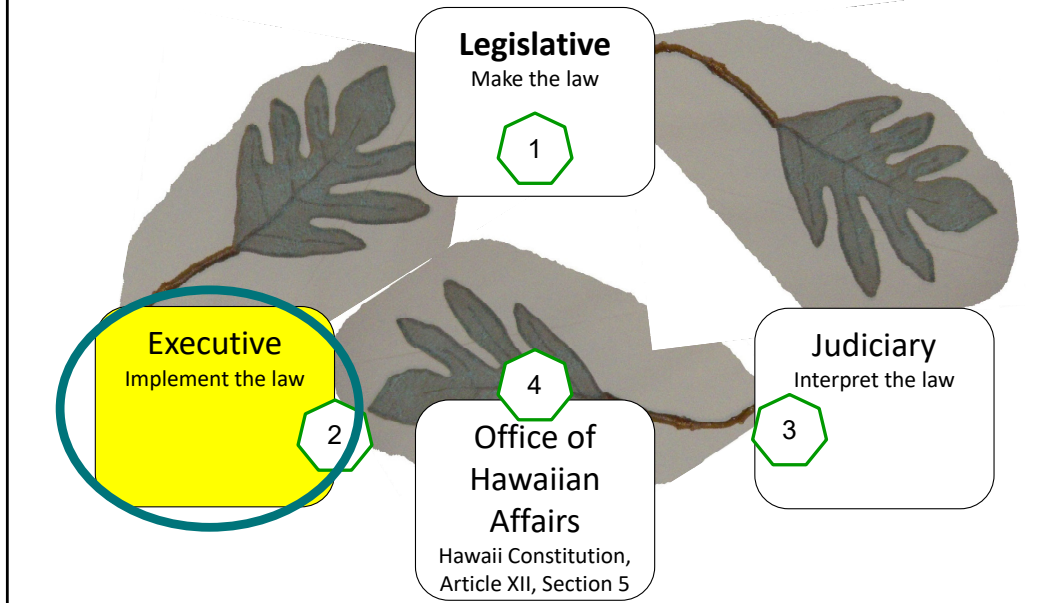 Legislative
Make the law
1
Executive
Implement the law
2
4
Office of
Hawaiian
Affairs
Hawaii Constitution,
Article XII, Section 5
Judiciary
Interpret the law
3